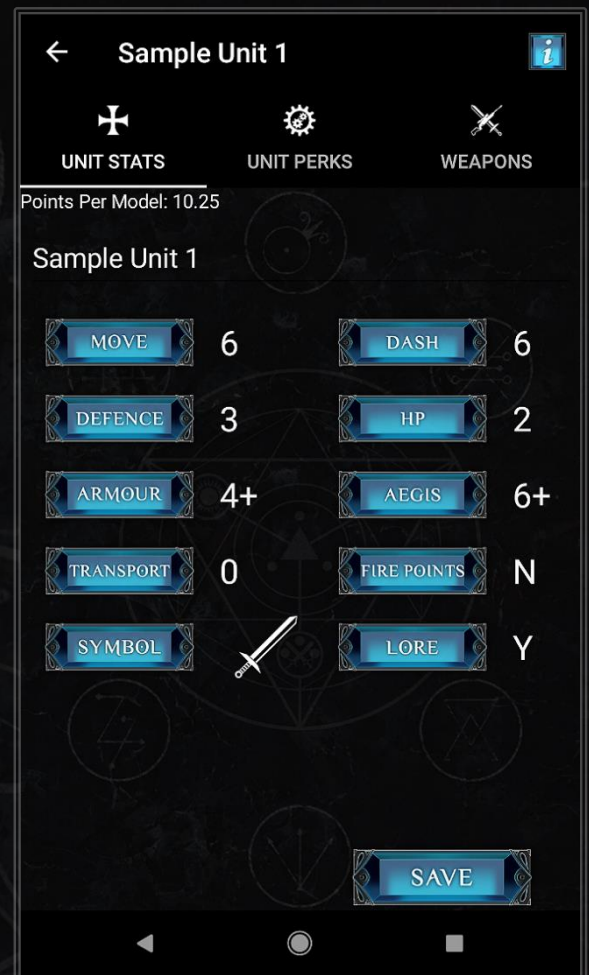 Sample Unit 1
i
UNIT STATS UNIT PERKS WEAPONS
Points Per Model: 10.25
Sample Unit 1
MOVE 6 DASH 6
DEFENCE 3 HP 2
ARMOUR 4+ AEGIS 6+
TRANSPORT 0 FIRE POINTS N
SYMBOL LORE Y
SAVE